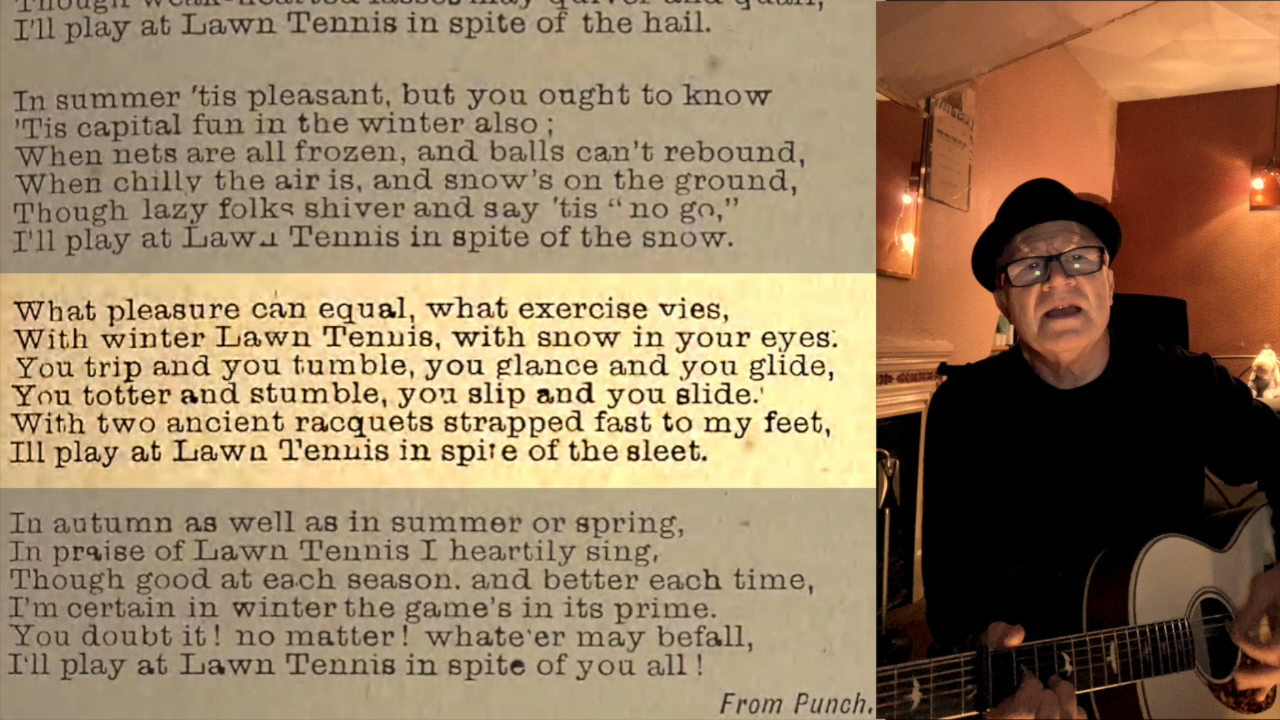 Though weak-hearted lasses may quiver and quail,
I'll play at Lawn Tennis in spite of the hail.
In summer 'tis pleasant, but you ought to know
'Tis capital fun in the winter also ;
When nets are all frozen, and balls can't rebound,
When chilly the air is, and snow's on the ground,
Though lazy folks shiver and say 'tis “ no go,”
I'll play at Lawn Tennis in spite of the snow.
What pleasure can equal, what exercise vies,
With winter Lawn Tennis, with snow in your eyes.
You trip and you tumble, you glance and you glide,
You totter and stumble, you slip and you slide.
With two ancient racquets strapped fast to my feet,
Ill play at Lawn Tennis in spite of the sleet.
In autumn as well as in summer or spring,
In praise of Lawn Tennis I heartily sing,
Though good at each season. and better each time,
I'm certain in winter the game's in its prime.
You doubt it ! no matter ! whate'er may befall,
I'll play at Lawn Tennis in spite of you all !
From Punch.